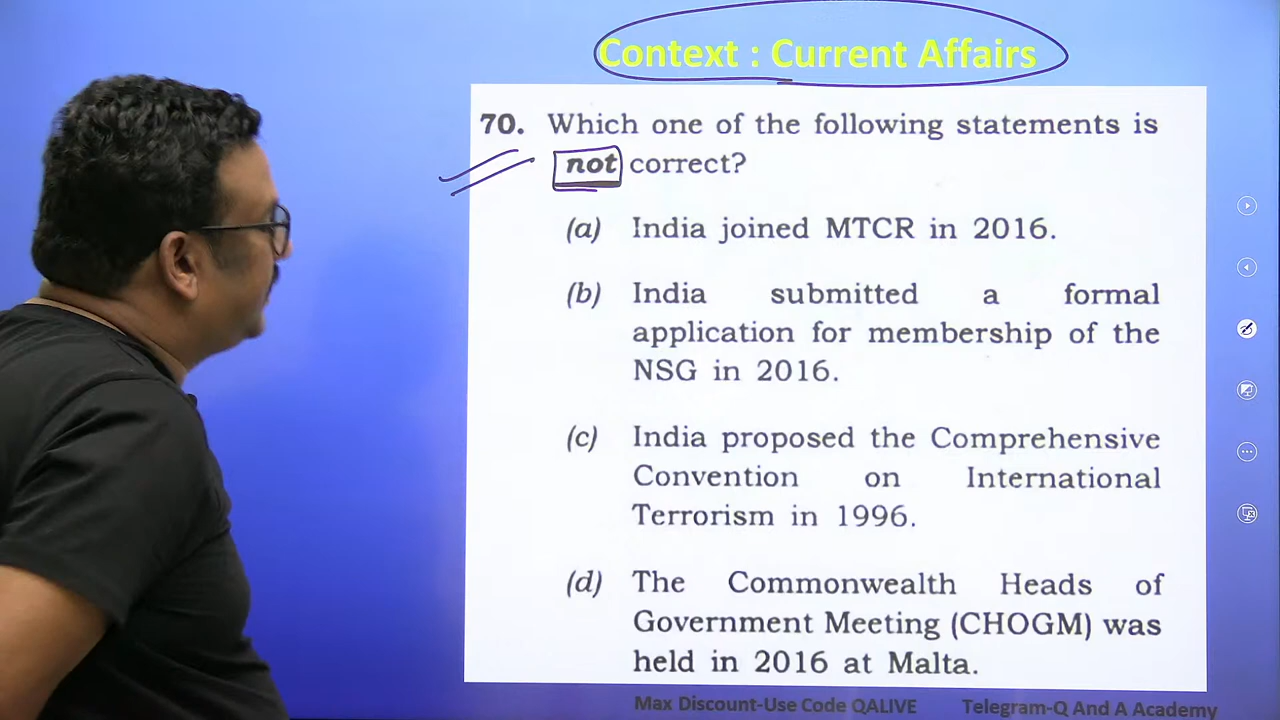 Context : Current Affairs
70. Which one of the following statements is
not correct?
(a) India joined MTCR in 2016.
(b) India submitted a formal
application for membership of the
NSG in 2016.
(c) India proposed the Comprehensive
Convention on International
Terrorism in 1996.
(d) The Commonwealth Heads of
Government Meeting (CHOGM) was
held in 2016 at Malta.
Max Discount-Use Code QALIVE Telegram-Q And A Academy